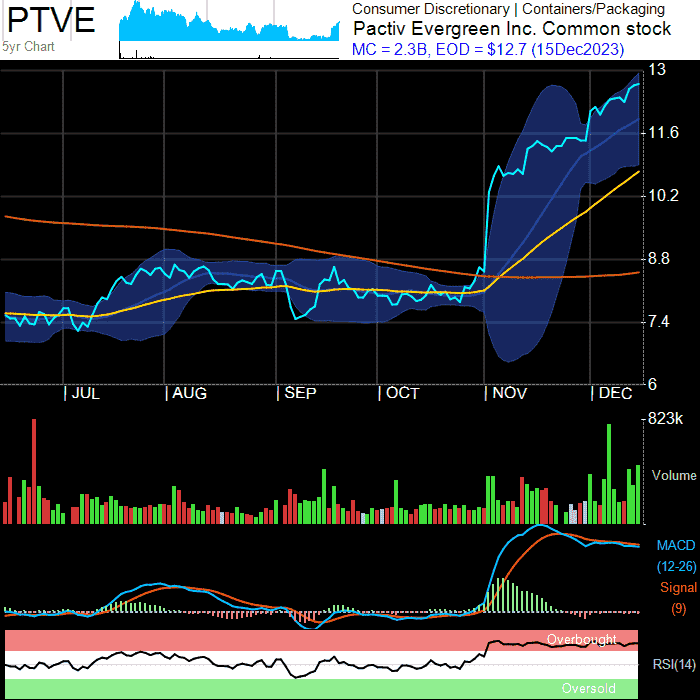 PTVE
5yr Chart
Consumer Discretionary | Containers/Packaging
Pactiv Evergreen Inc. Common stock
MC = 2.3B, EOD = $12.7 (15Dec2023)
13
11.6
10.2
8.8
7.4
6
| JUL | AUG | SEP | OCT | NOV | DEC
823k
Volume
MACD
(12-26)
Signal
(9)
Overbought
RSI(14)
Oversold